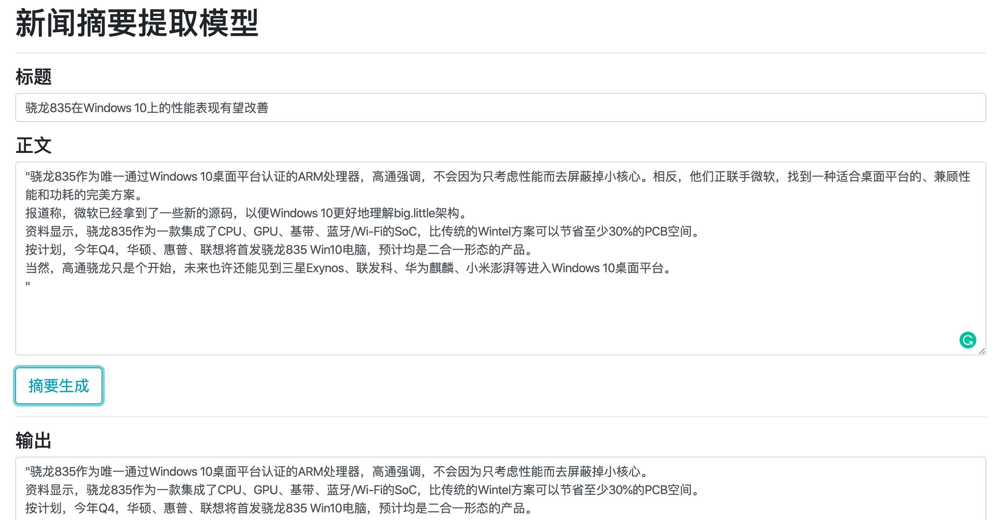 新闻摘要提取模型
标题
骁龙835在Windows 10上的性能表现有望改善
正文
"骁龙835作为唯一通过Windows 10桌面平台认证的ARM处理器，高通强调，不会因为只考虑性能而去屏蔽掉小核心。相反，他们正联手微软，找到一种适合桌面平台的、兼顾性
能和功耗的完美方案。
报道称，微软已经拿到了一些新的源码，以便Windows 10更好地理解big.little架构。
资料显示，骁龙835作为一款集成了CPU、GPU、基带、蓝牙/Wi-Fi的SoC，比传统的Wintel方案可以节省至少30%的PCB空间。
按计划，今年Q4，华硕、惠普、联想将首发骁龙835 Win10电脑，预计均是二合一形态的产品。
当然，高通骁龙只是个开始，未来也许还能见到三星Exynos、联发科、华为麒麟、小米澎湃等进入Windows 10桌面平台。
"
摘要生成
输出
"骁龙835作为唯一通过Windows 10桌面平台认证的ARM处理器，高通强调，不会因为只考虑性能而去屏蔽掉小核心。
资料显示，骁龙835作为一款集成了CPU、GPU、基带、蓝牙/Wi-Fi的SoC，比传统的Wintel方案可以节省至少30%的PCB空间。
按计划，今年Q4，华硕、惠普、联想将首发骁龙835 Win10电脑，预计均是二合一形态的产品。